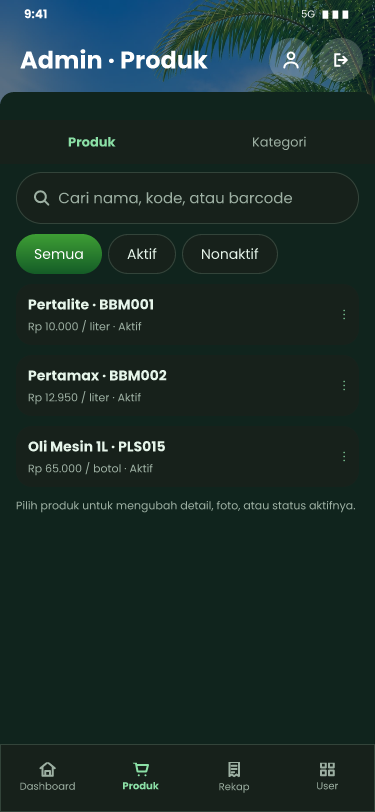 9:41
5G
Admin · Produk
Produk
Kategori
Cari nama, kode, atau barcode
Semua
Aktif
Nonaktif
Pertalite · BBM001
Rp 10.000 / liter · Aktif
Pertamax · BBM002
Rp 12.950 / liter · Aktif
Oli Mesin 1L · PLS015
Rp 65.000 / botol · Aktif
Pilih produk untuk mengubah detail, foto, atau status aktifnya.
Dashboard
Produk
Rekap
User